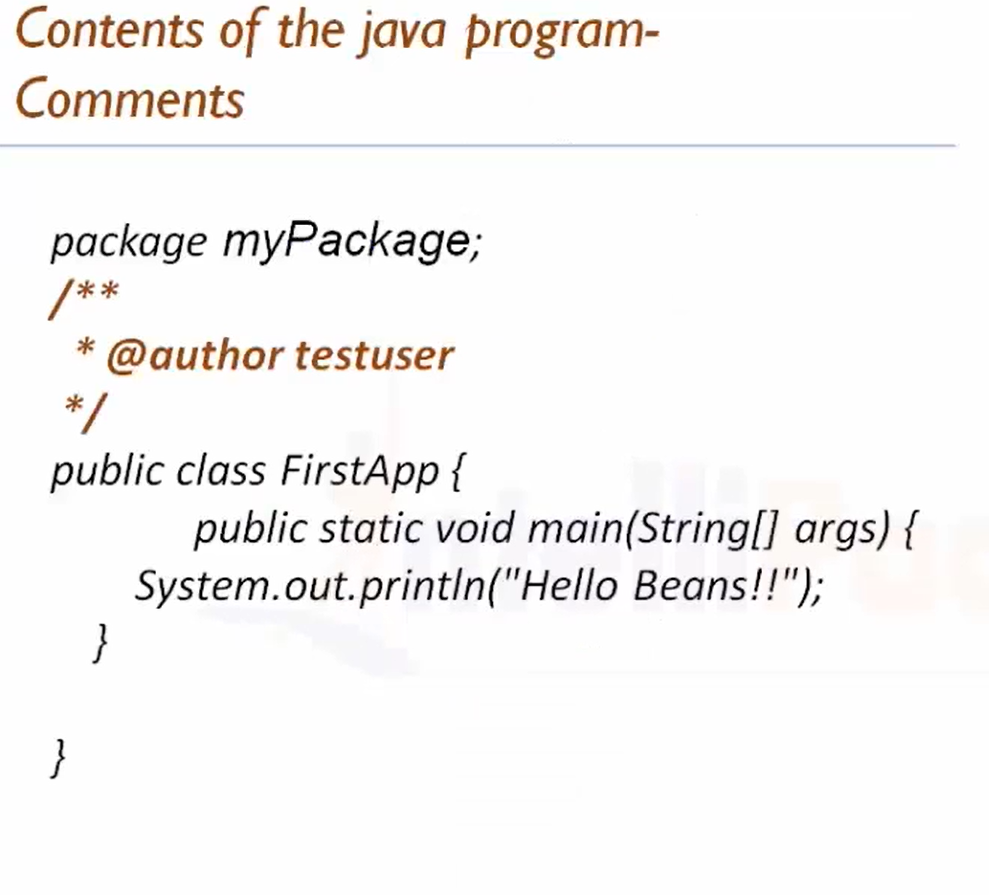 Contents of the java program-
Comments
package myPackage;
/**
* @author testuser
*/
public class FirstApp {
public static void main(String[] args) {
System.out.println("Hello Beans!!");
}
}